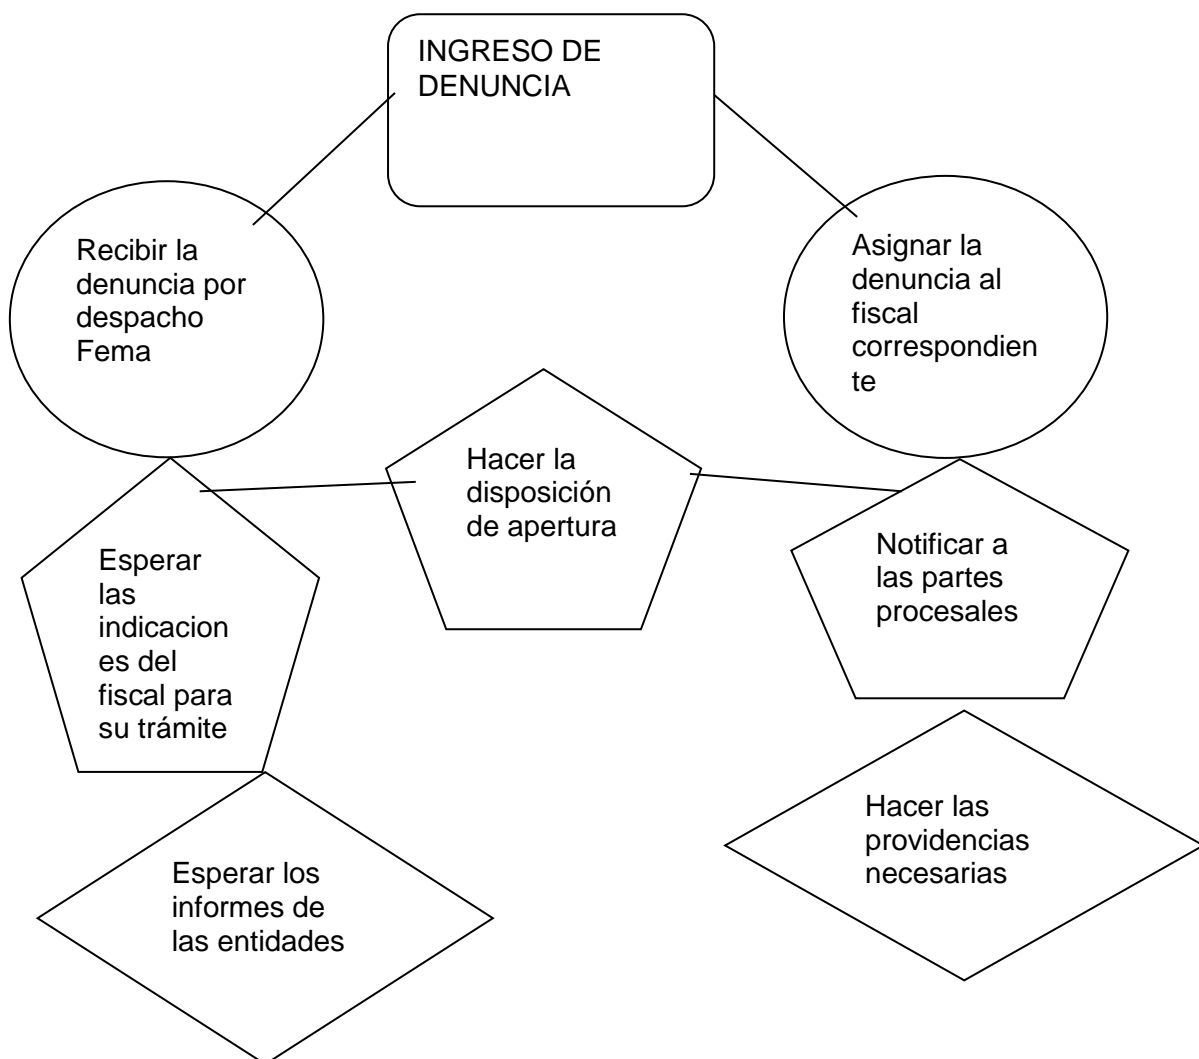 INGRESO DE
DENUNCIA
Recibir la
denuncia por
despacho
Fema
Asignar la
denuncia al
fiscal
correspondien
te
Hacer la
disposición
de apertura
Esperar
las
indicacion
es del
fiscal para
su trámite
Notificar a
las partes
procesales
Esperar los
informes de
las entidades
Hacer las
providencias
necesarias